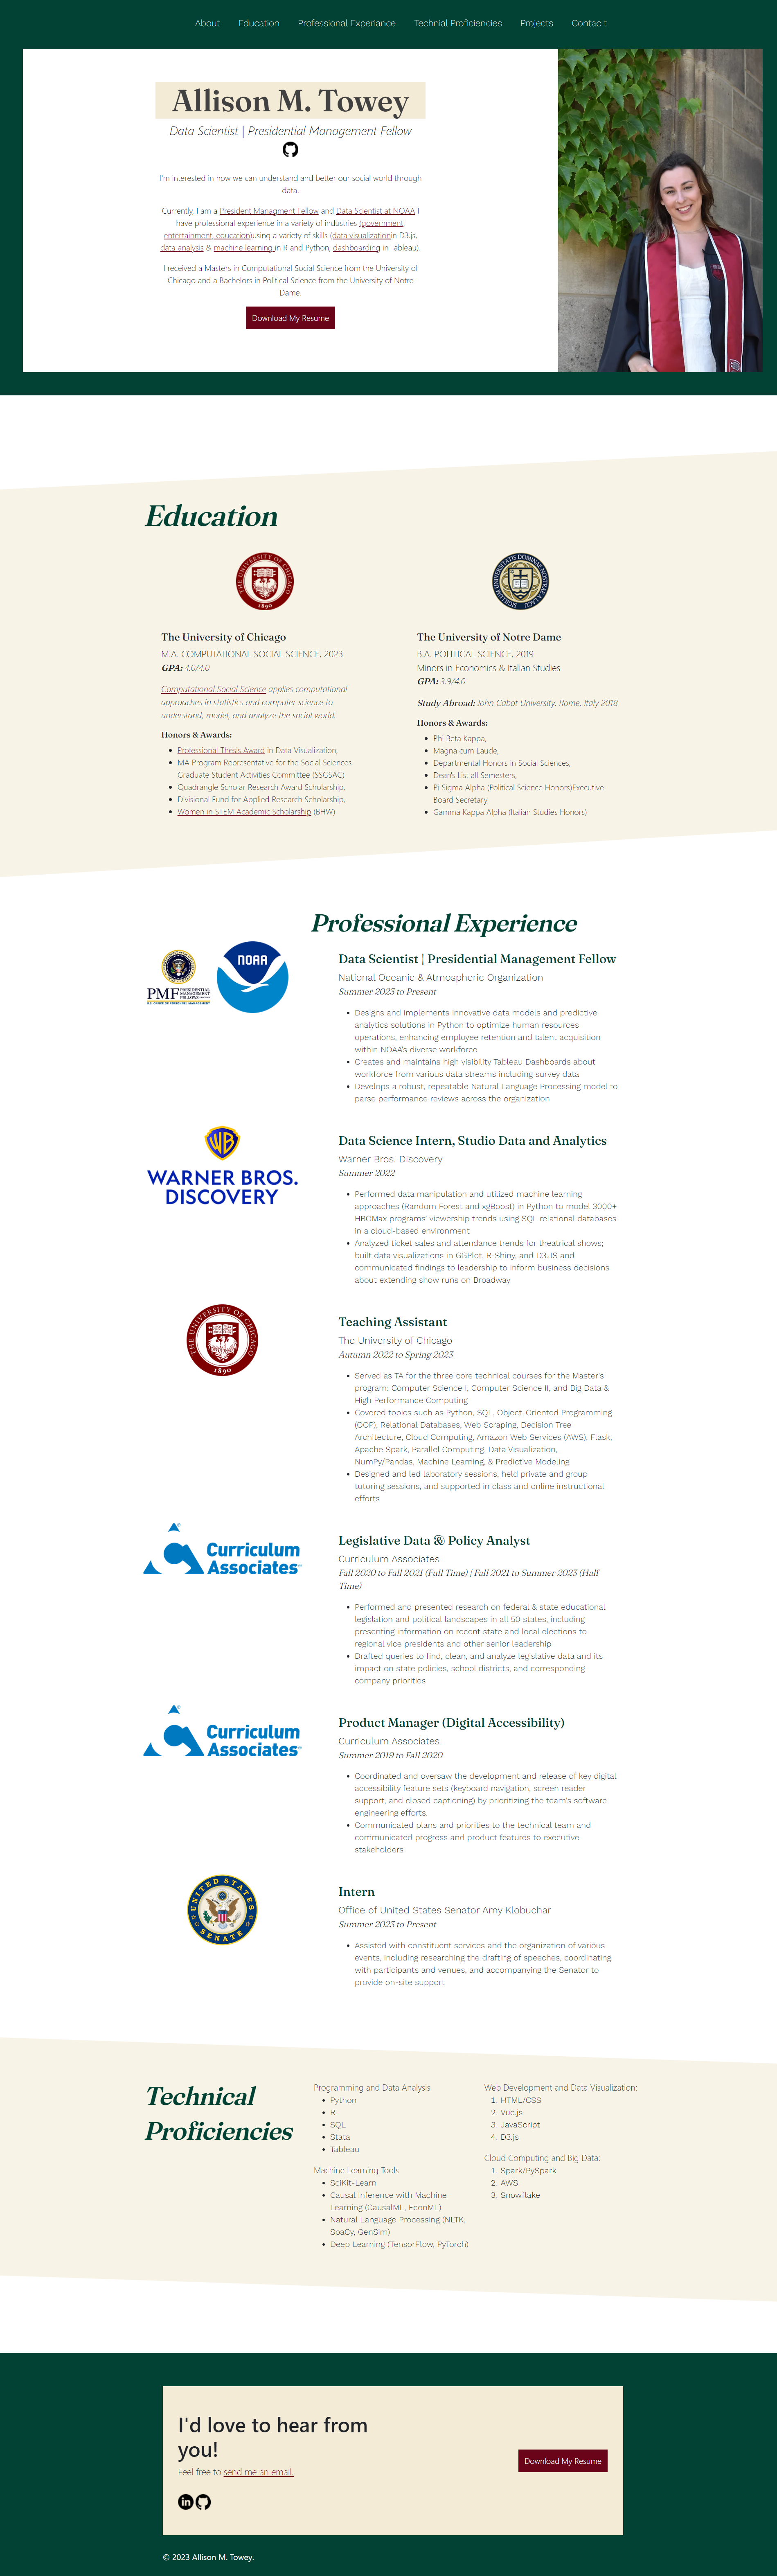 About Education Professional Experiance Technial Proficiencies Projects Contac t
Allison M. Towey
Data Scientist | Presidential Management Fellow
I'm interested in how we can understand and better our social world through
data.
Currently, I am a President Managment Fellow and Data Scientist at NOAA I
have professional experience in a variety of industries (government,
entertainment, education)using a variety of skills (data visualizationin D3.js,
data analysis & machine learning in R and Python, dashboarding in Tableau).
I received a Masters in Computational Social Science from the University of
Chicago and a Bachelors in Political Science from the University of Notre
Dame.
Download My Resume
Education
THE UNIVERSITY OF CHICAGO
1890
The University of Chicago
M.A. COMPUTATIONAL SOCIAL SCIENCE, 2023
GPA: 4.0/4.0
Computational Social Science applies computational
approaches in statistics and computer science to
understand, model, and analyze the social world.
Honors & Awards:
Professional Thesis Award in Data Visualization,
MA Program Representative for the Social Sciences
Graduate Student Activities Committee (SSGSAC)
Quadrangle Scholar Research Award Scholarship,
Divisional Fund for Applied Research Scholarship,
Women in STEM Academic Scholarship (BHW)
The University of Notre Dame
B.A. POLITICAL SCIENCE, 2019
Minors in Economics & Italian Studies
GPA: 3.9/4.0
Study Abroad: John Cabot University, Rome, Italy 2018
Honors & Awards:
Phi Beta Kappa,
Magna cum Laude,
Departmental Honors in Social Sciences,
Dean's List all Semesters,
Pi Sigma Alpha (Political Science Honors)Executive
Board Secretary
Gamma Kappa Alpha (Italian Studies Honors)
Professional Experience
PMF PRESIDENTIAL
MANAGEMENT
FELLOWS
U.S. OFFICE OF PERSONNEL MANAGEMENT
NOAA
Data Scientist | Presidential Management Fellow
National Oceanic & Atmospheric Organization
Summer 2023 to Present
Designs and implements innovative data models and predictive
analytics solutions in Python to optimize human resources
operations, enhancing employee retention and talent acquisition
within NOAA's diverse workforce
Creates and maintains high visibility Tableau Dashboards about
workforce from various data streams including survey data
Develops a robust, repeatable Natural Language Processing model to
parse performance reviews across the organization
WB
WARNER BROS.
DISCOVERY
Data Science Intern, Studio Data and Analytics
Warner Bros. Discovery
Summer 2022
Performed data manipulation and utilized machine learning
approaches (Random Forest and xgBoost) in Python to model 3000+
HBOMax programs' viewership trends using SQL relational databases
in a cloud-based environment
Analyzed ticket sales and attendance trends for theatrical shows;
built data visualizations in GGPlot, R-Shiny, and D3.JS and
communicated findings to leadership to inform business decisions
about extending show runs on Broadway
THE UNIVERSITY OF CHICAGO
1890
Teaching Assistant
The University of Chicago
Autumn 2022 to Spring 2023
Served as TA for the three core technical courses for the Master's
program: Computer Science I, Computer Science II, and Big Data &
High Performance Computing
Covered topics such as Python, SQL, Object-Oriented Programming
(OOP), Relational Databases, Web Scraping, Decision Tree
Architecture, Cloud Computing, Amazon Web Services (AWS), Flask,
Apache Spark, Parallel Computing, Data Visualization,
NumPy/Pandas, Machine Learning, & Predictive Modeling
Designed and led laboratory sessions, held private and group
tutoring sessions, and supported in class and online instructional
efforts
Curriculum
Associates®
Legislative Data & Policy Analyst
Curriculum Associates
Fall 2020 to Fall 2021 (Full Time) | Fall 2021 to Summer 2023 (Half
Time)
Performed and presented research on federal & state educational
legislation and political landscapes in all 50 states, including
presenting information on recent state and local elections to
regional vice presidents and other senior leadership
Drafted queries to find, clean, and analyze legislative data and its
impact on state policies, school districts, and corresponding
company priorities
Curriculum
Associates®
Product Manager (Digital Accessibility)
Curriculum Associates
Summer 2019 to Fall 2020
Coordinated and oversaw the development and release of key digital
accessibility feature sets (keyboard navigation, screen reader
support, and closed captioning) by prioritizing the team's software
engineering efforts.
Communicated plans and priorities to the technical team and
communicated progress and product features to executive
stakeholders
UNITED STATES
SENATE
Intern
Office of United States Senator Amy Klobuchar
Summer 2023 to Present
Assisted with constituent services and the organization of various
events, including researching the drafting of speeches, coordinating
with participants and venues, and accompanying the Senator to
provide on-site support
Technical
Proficiencies
Programming and Data Analysis
Python
R
SQL
Stata
Tableau
Machine Learning Tools
SciKit-Learn
Causal Inference with Machine
Learning (CausalML, EconML)
Natural Language Processing (NLTK,
SpaCy, GenSim)
Deep Learning (TensorFlow, PyTorch)
Web Development and Data Visualization:
1. HTML/CSS
2. Vue.js
3. JavaScript
4. D3.js
Cloud Computing and Big Data:
1. Spark/PySpark
2. AWS
3. Snowflake
I'd love to hear from
you!
Feel free to send me an email.
in
Download My Resume
© 2023 Allison M. Towey.